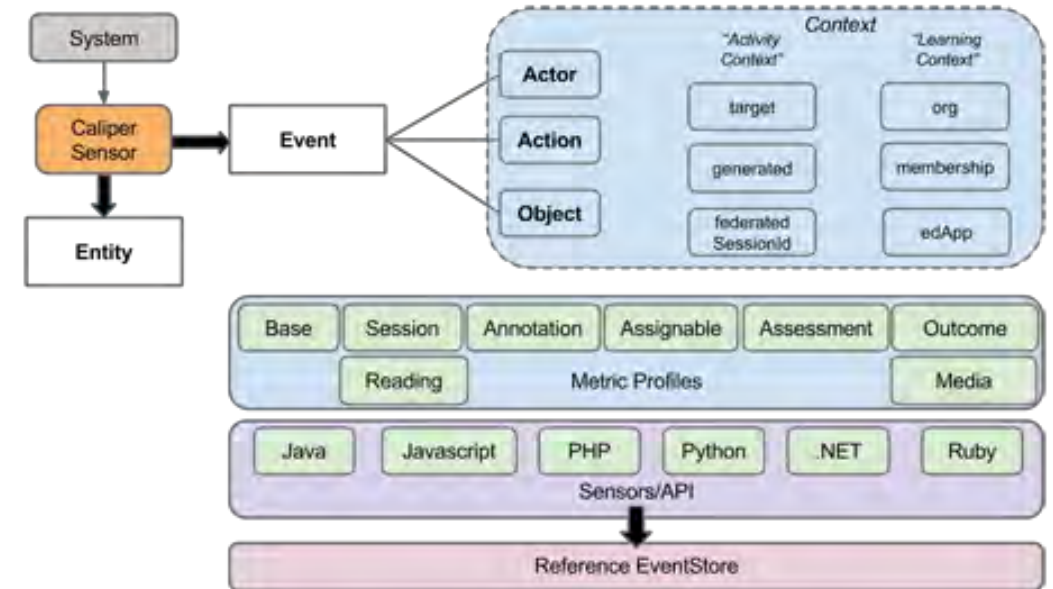 System
Caliper
Sensor
Entity
Event
Context
Actor
Action
Object
"Activity
Context"
target
generated
federated
SessionId
"Learning
Context"
org
membership
edApp
Base
Session
Annotation
Assignable
Assessment
Outcome
Reading
Metric Profiles
Media
Java
Javascript
PHP
Python
.NET
Ruby
Sensors/API
Reference EventStore